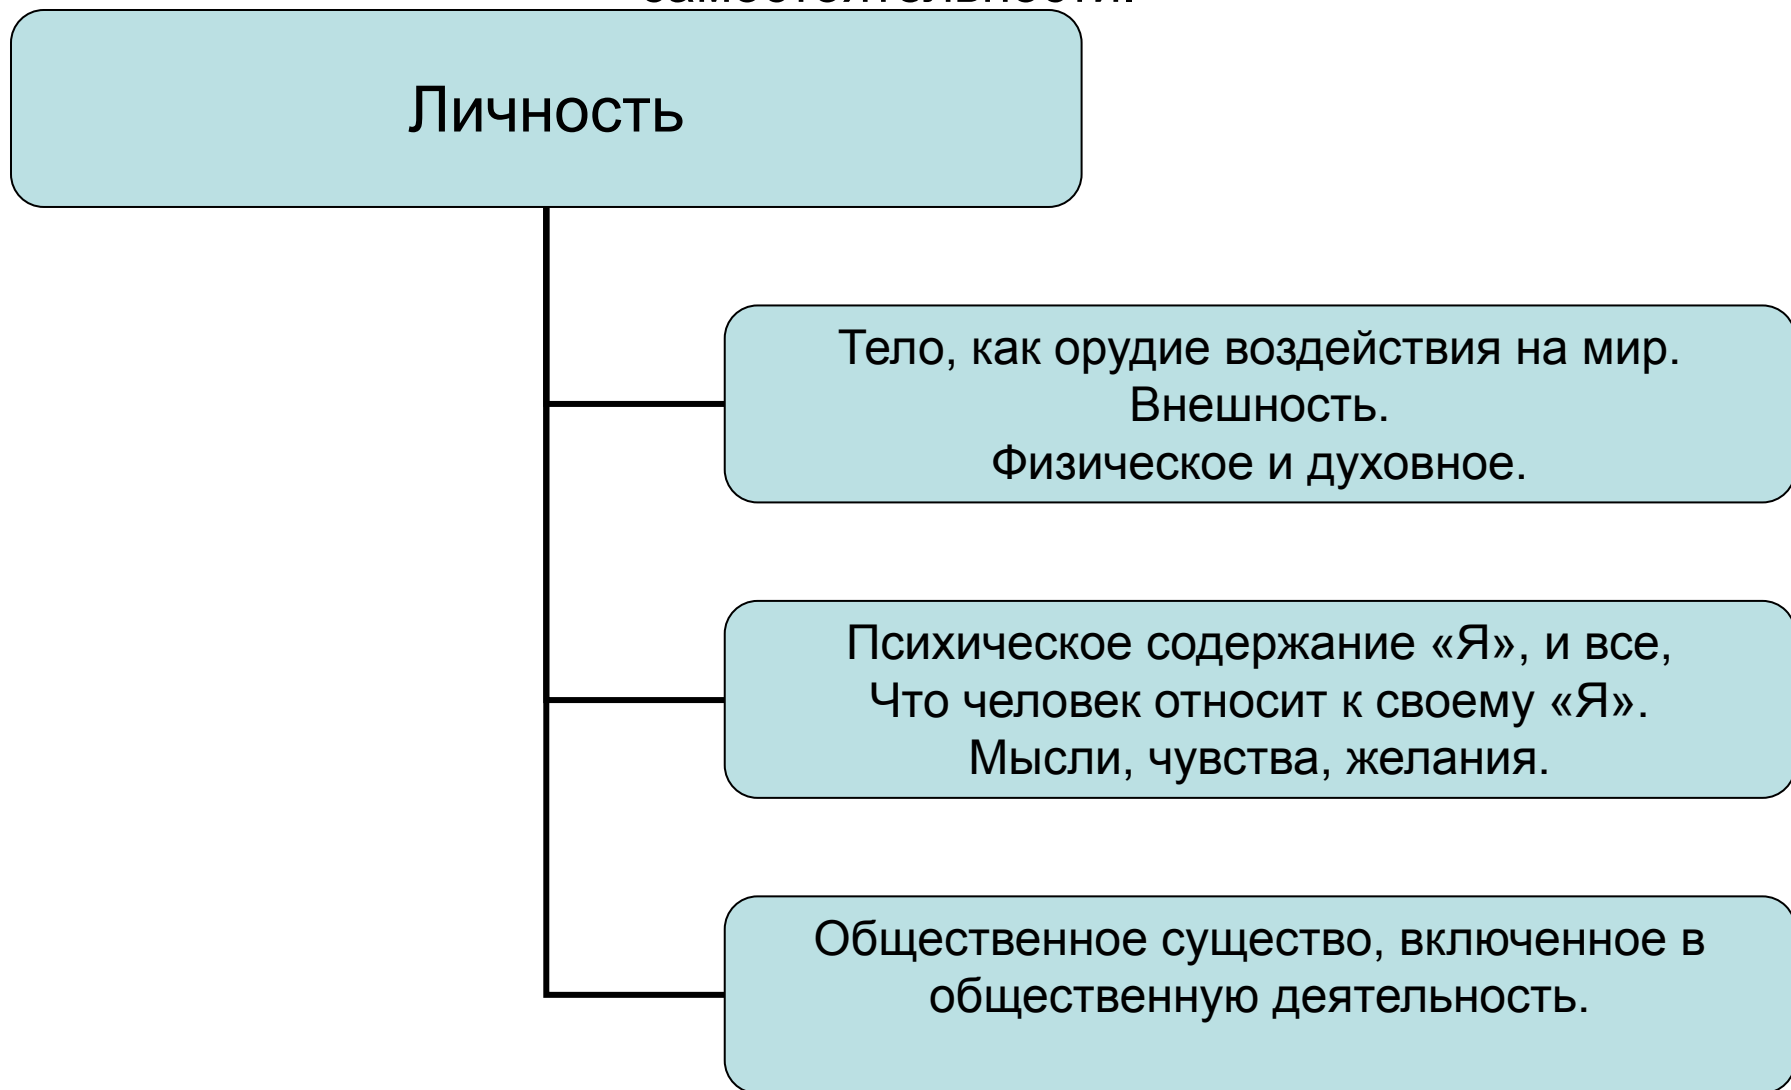 самостоятельности.
Личность
Тело, как орудие воздействия на мир.
Внешность.
Физическое и духовное.
Психическое содержание «Я», и все,
Что человек относит к своему «Я».
Мысли, чувства, желания.
Общественное существо, включенное в
общественную деятельность.